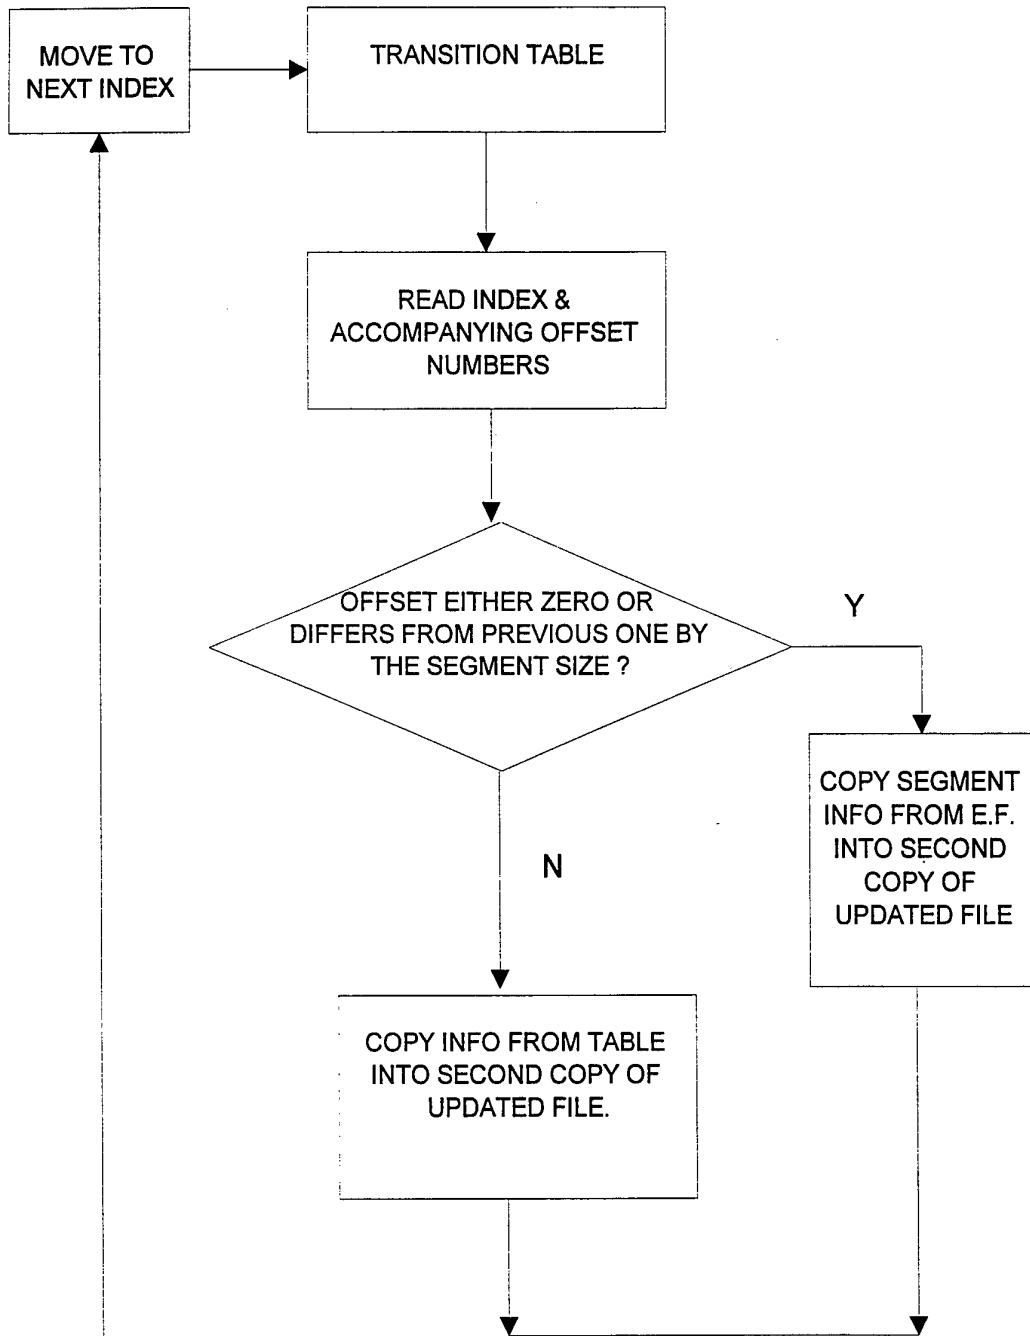 MOVE TO
NEXT INDEX
TRANSITION TABLE
READ INDEX &
ACCOMPANYING OFFSET
NUMBERS
OFFSET EITHER ZERO OR
DIFFERS FROM PREVIOUS ONE BY
THE SEGMENT SIZE ?
Y
COPY SEGMENT
INFO FROM E.F.
INTO SECOND
COPY OF
UPDATED FILE
N
COPY INFO FROM TABLE
INTO SECOND COPY OF
UPDATED FILE.